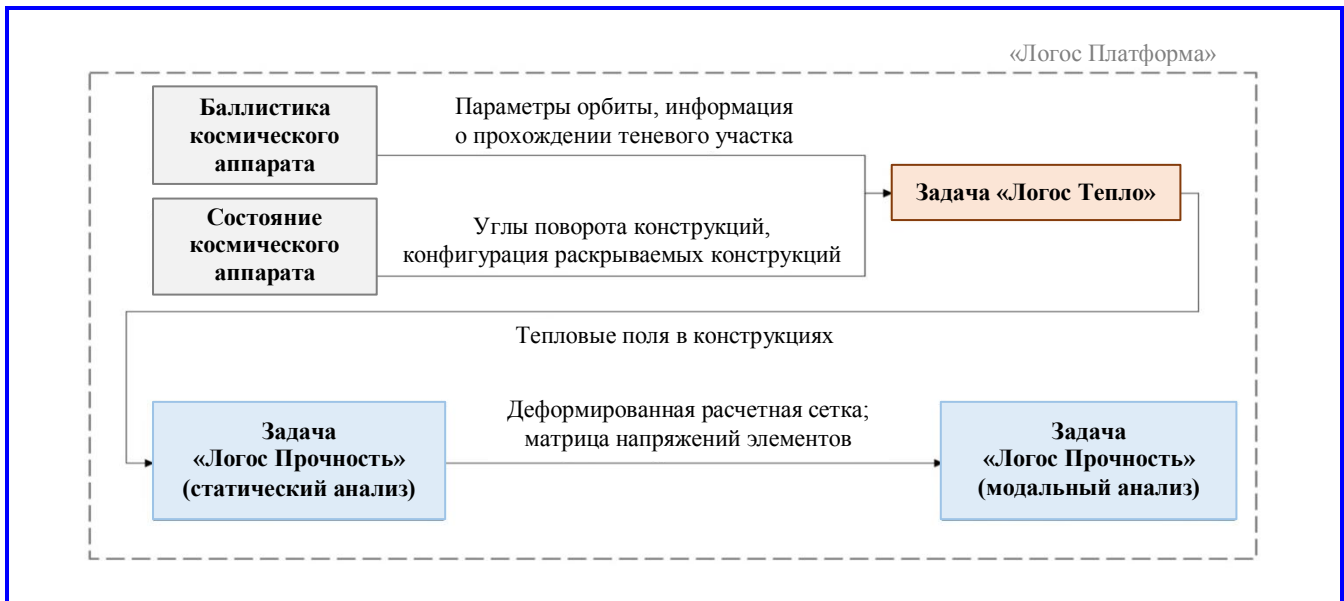 «Логос Платформа»
Баллистика
космического
аппарата
Параметры орбиты, информация
о прохождении теневого участка
Задача «Логос Тепло»
Состояние
космического
аппарата
Углы поворота конструкций,
конфигурация раскрываемых конструкций
Тепловые поля в конструкциях
Задача
«Логос Прочность»
(статический анализ)
Деформированная расчетная сетка;
матрица напряжений элементов
Задача
«Логос Прочность»
(модальный анализ)